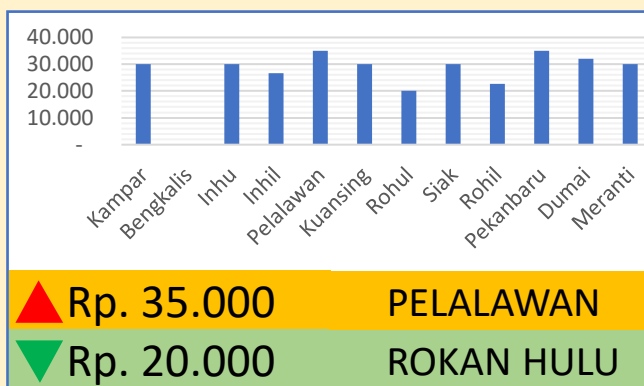 40.000
30.000
20.000
10.000
-
Kampar
Bengkalis
Inhu
Inhil
Pelalawan
Kuansing
Rohul
Siak
Rohil
Pekanbaru
Dumai
Meranti
Rp. 35.000 PELALAWAN
Rp. 20.000 ROKAN HULU